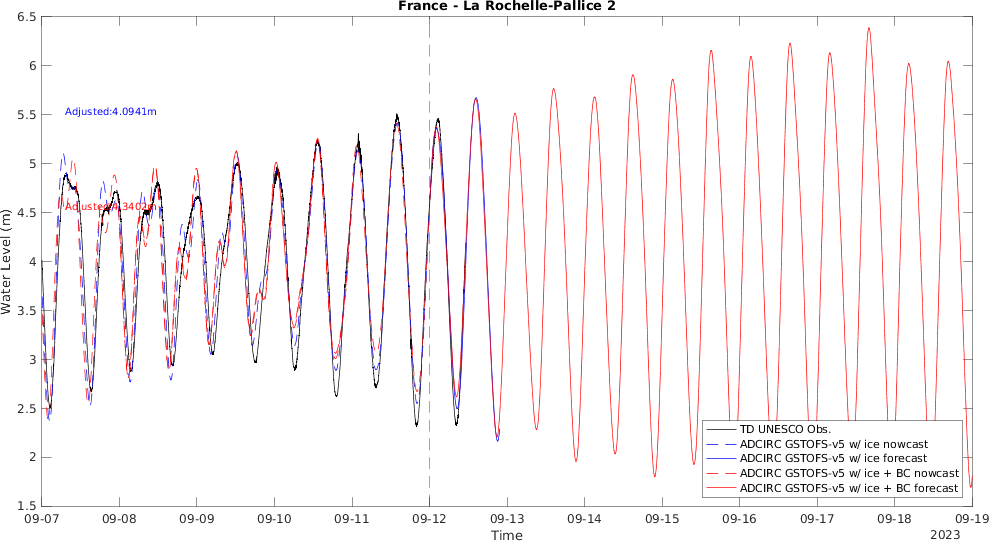 France - La Rochelle-Pallice 2
Water Level (m)
6.5
6
5.5
5
4.5
4
3.5
3
2.5
2
1.5
Adjusted:4.0941m
Adjusted:4.3402m
TD UNESCO Obs.
ADCIRC GSTOFS-v5 w/ ice nowcast
ADCIRC GSTOFS-v5 w/ ice forecast
ADCIRC GSTOFS-v5 w/ ice + BC nowcast
ADCIRC GSTOFS-v5 w/ ice + BC forecast
09-07 09-08 09-09 09-10 09-11 09-12 09-13 09-14 09-15 09-16 09-17 09-18 09-19
Time
2023